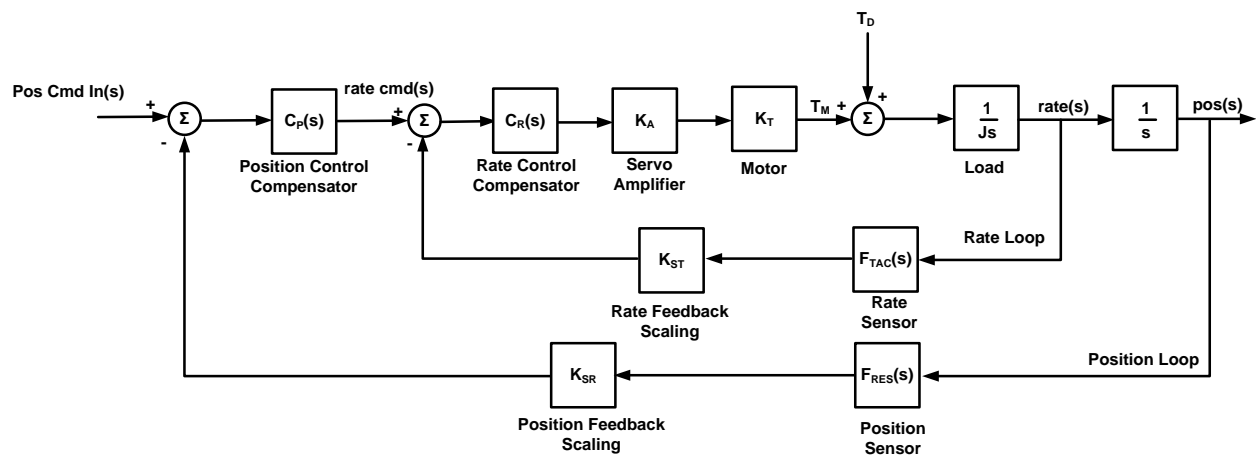 T_D
Pos Cmd In(s)
+
Σ
-
C_P(s)
Position Control
Compensator
rate cmd(s)
+
Σ
-
C_R(s)
Rate Control
Compensator
K_A
Servo
Amplifier
K_T
Motor
T_M +
+
Σ
1
Js
Load
rate(s)
1
s
pos(s)
Rate Loop
F_TAC(s)
Rate
Sensor
K_ST
Rate Feedback
Scaling
Position Loop
F_RES(s)
Position
Sensor
K_SR
Position Feedback
Scaling